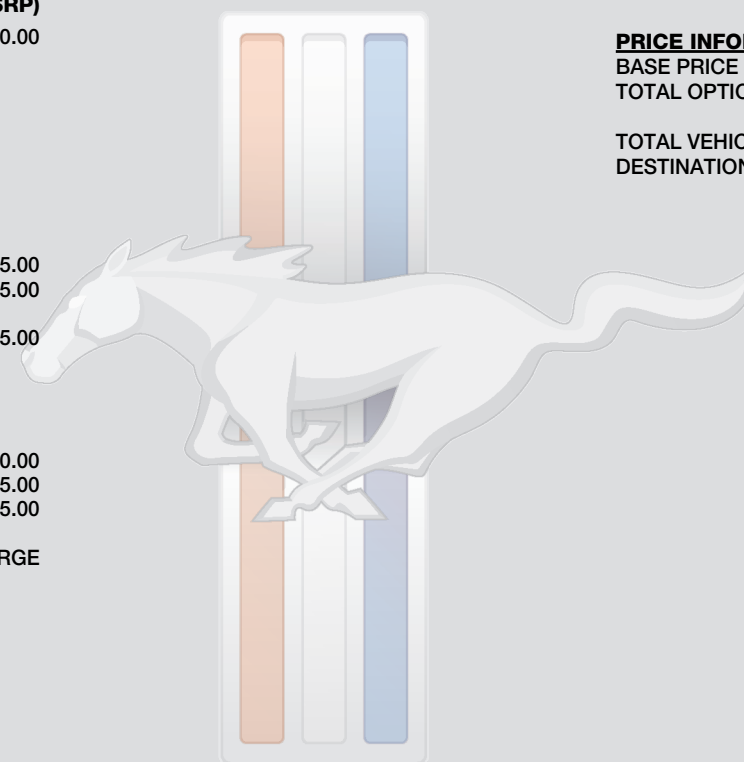 SRP)
0.00
5.00
5.00
5.00
0.00
5.00
5.00
RGE
PRICE INFO
BASE PRICE
TOTAL OPTIO
TOTAL VEHIC
DESTINATION